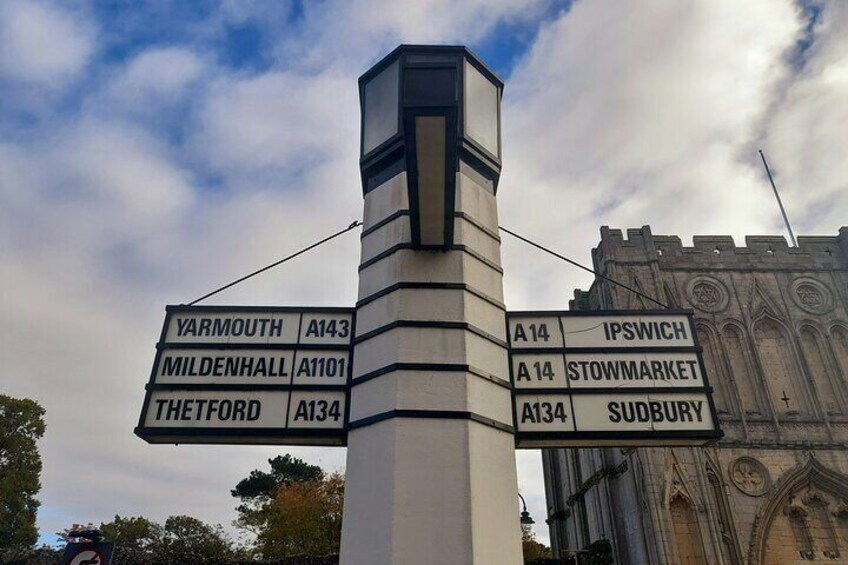 YARMOUTH A143
MILDENHALL A1101
THETFORD A134
A14 IPSWICH
A14 STOWMARKET
A134 SUDBURY